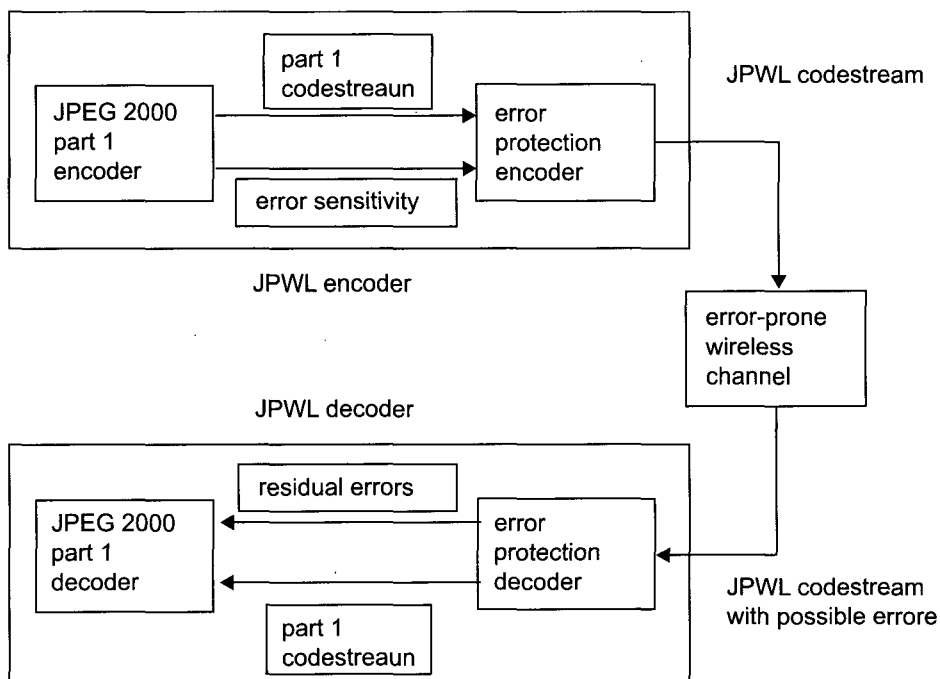 part 1
codestreaun
JPWL codestream
JPEG 2000
part 1
encoder
error
protection
encoder
error sensitivity
JPWL encoder
error-prone
wireless
channel
JPWL decoder
residual errors
JPEG 2000
part 1
decoder
error
protection
decoder
JPWL codestream
with possible errore
part 1
codestreaun